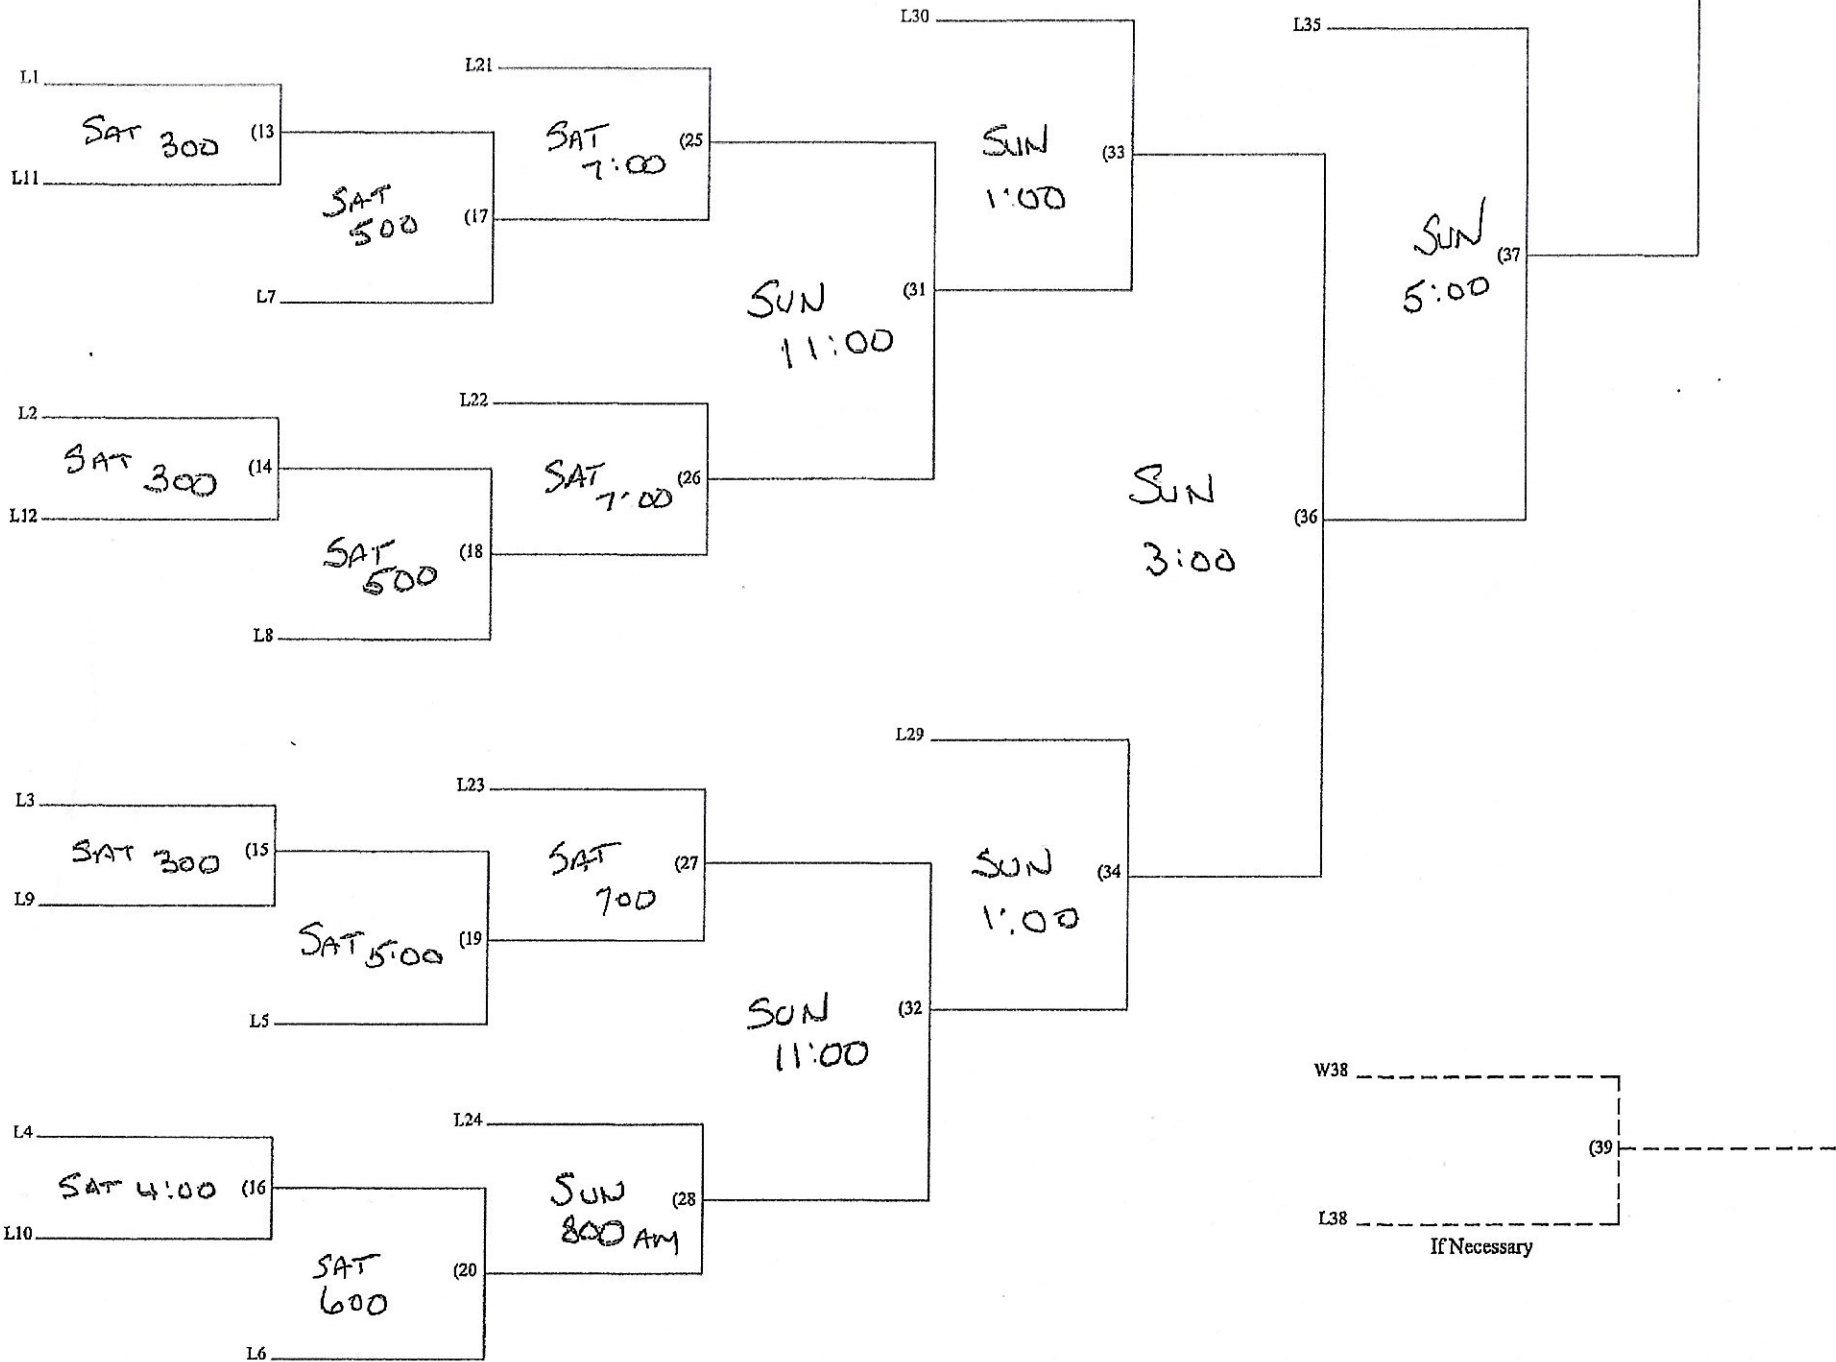 L30
L35
L1
L21
SAT 300 (13
SAT 7:00 (25
SUN 1:00 (33
L11
SAT 500 (17
SUN 5:00 (37
L7
SUN 11:00 (31
L2
L22
SAT 300 (14
SAT 7:00 (26
L12
SUN 3:00 (36
SAT 500 (18
L8
L29
L3
L23
SAT 300 (15
SAT 700 (27
SUN 1:00 (34
L9
SAT 5:00 (19
L5
SUN 11:00 (32
W38
L4
L24
(39
SAT 4:00 (16
SUN 800 AM (28
L10
L38
If Necessary
SAT 600 (20
L6